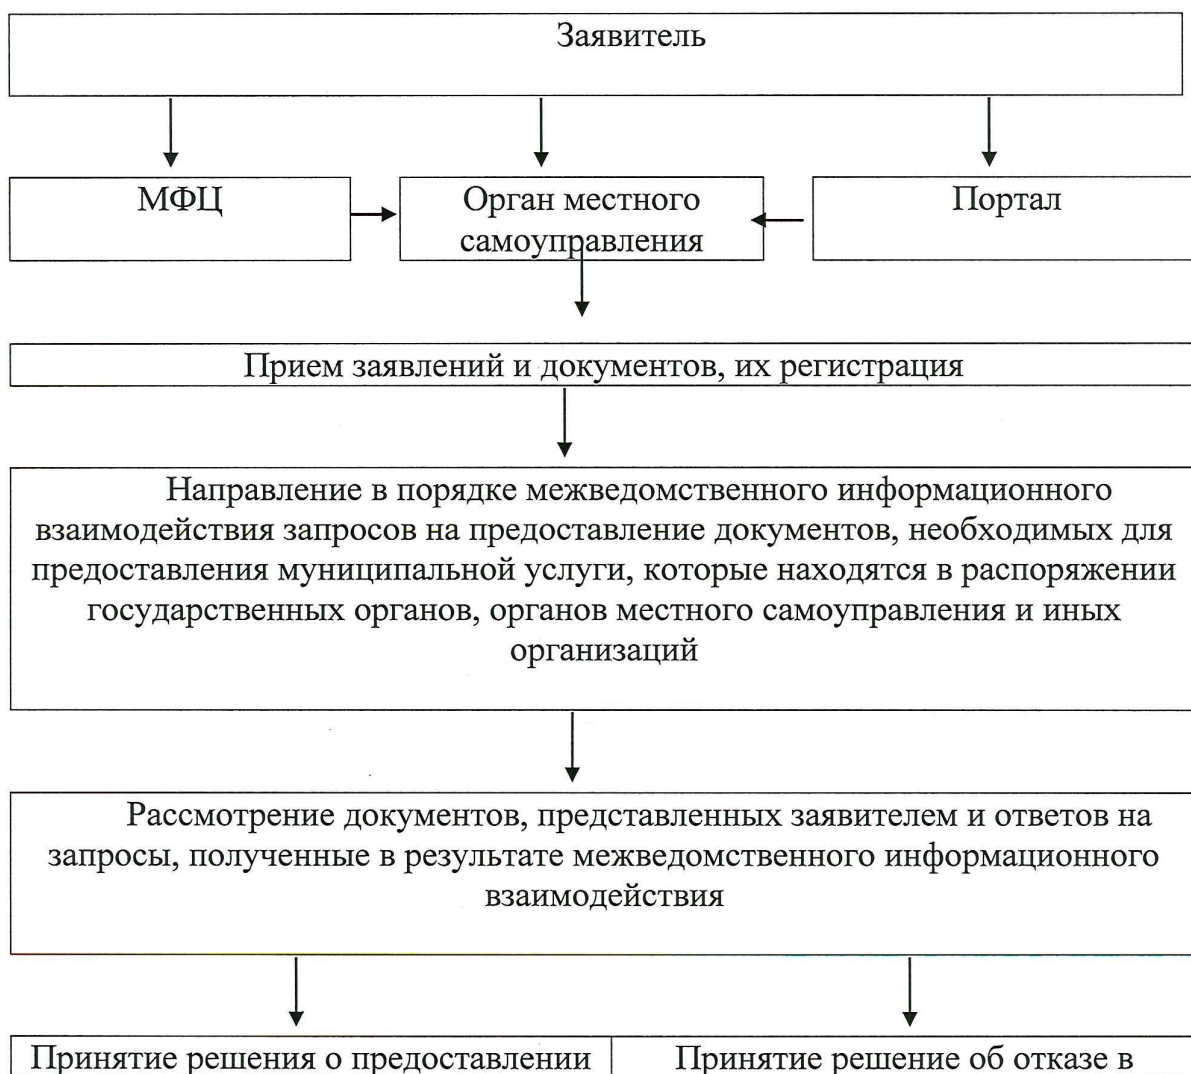 Заявитель
МФЦ
Орган местного
самоуправления
Портал
Прием заявлений и документов, их регистрация
Направление в порядке межведомственного информационного
взаимодействия запросов на предоставление документов, необходимых для
предоставления муниципальной услуги, которые находятся в распоряжении
государственных органов, органов местного самоуправления и иных
организаций
Рассмотрение документов, представленных заявителем и ответов на
запросы, полученные в результате межведомственного информационного
взаимодействия
Принятие решения о предоставлении
Принятие решение об отказе в